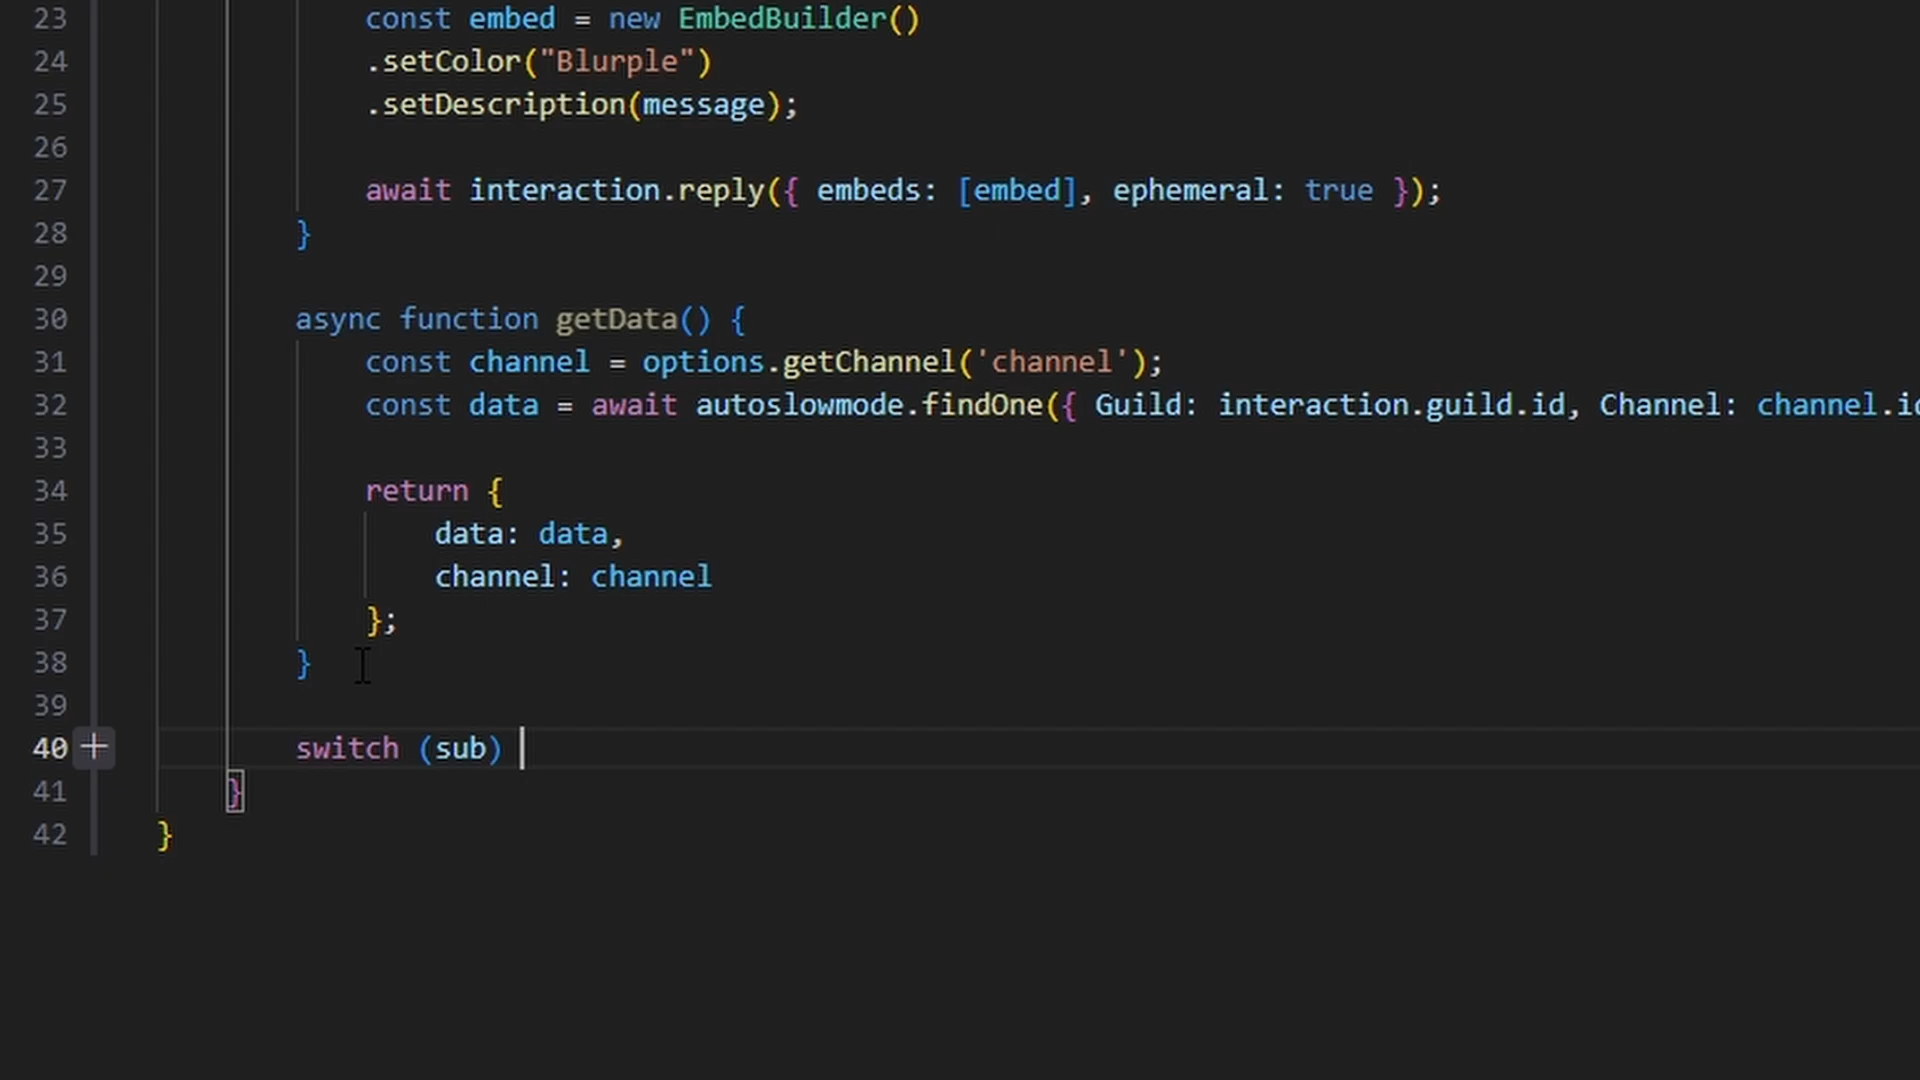 23 const embed = new EmbedBuilder()
24 .setColor("Blurple")
25 .setDescription(message);
26
27 await interaction.reply({ embeds: [embed], ephemeral: true });
28 }
29
30 async function getData() {
31 const channel = options.getChannel('channel');
32 const data = await autoslowmode.findOne({ Guild: interaction.guild.id, Channel: channel.id
33
34 return {
35 data: data,
36 channel: channel
37 };
38 }
39
40 switch (sub)
41 }
42 }